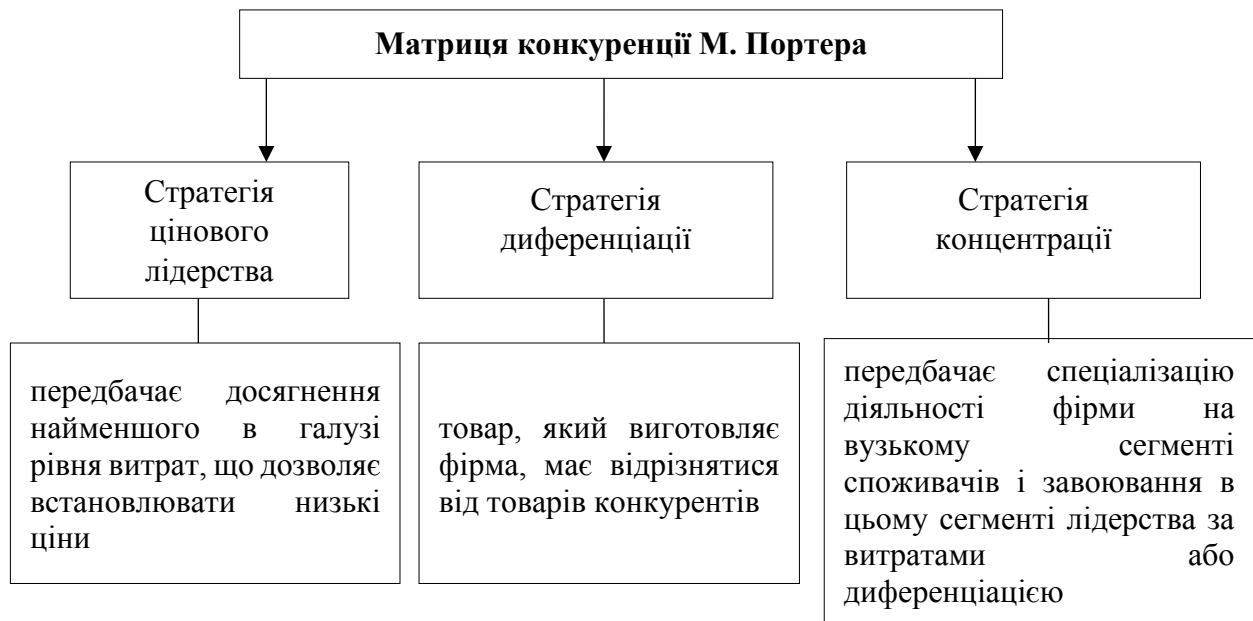 Матриця конкуренції М. Портера
Стратегія
цінового
лідерства
Стратегія
диференціації
Стратегія
концентрації
передбачає досягнення
найменшого в галузі
рівня витрат, що дозволяє
встановлювати низькі
ціни
товар, який виготовляє
фірма, має відрізнятися
від товарів конкурентів
передбачає спеціалізацію
діяльності фірми на
вузькому сегменті
споживачів і завоювання в
цьому сегменті лідерства за
витратами або
диференціацією